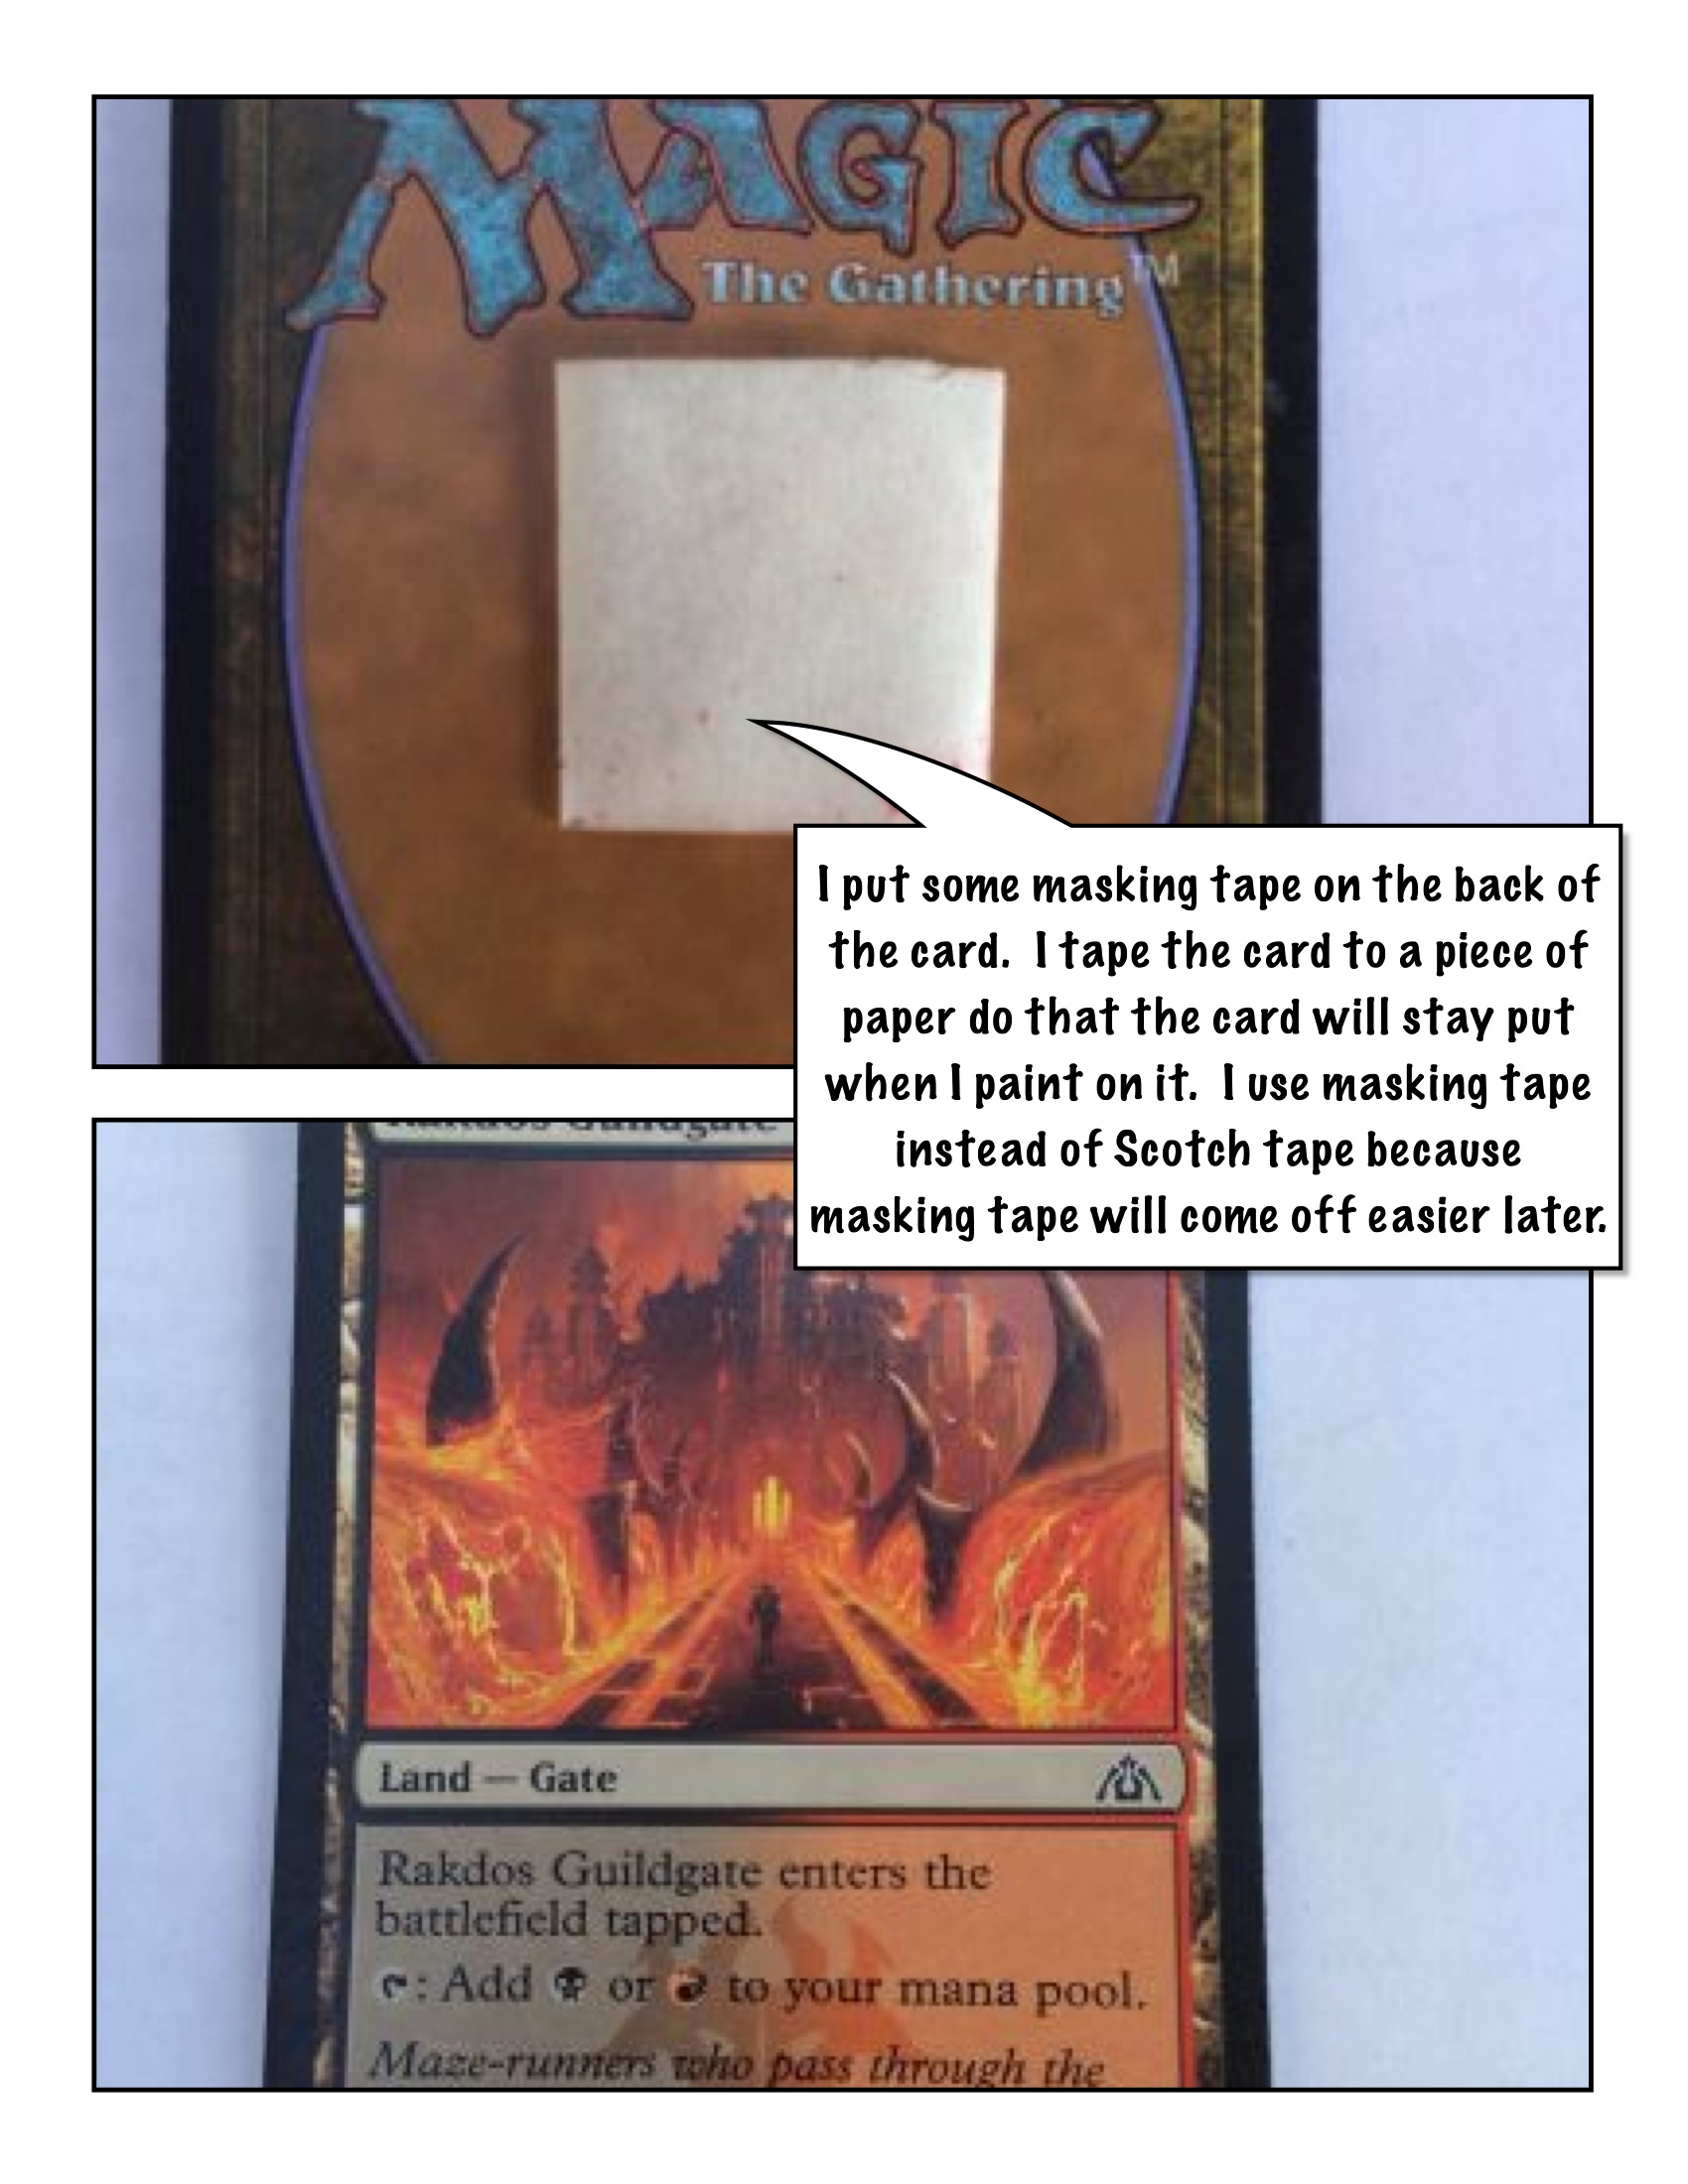 MAGIC
The Gathering™
I put some masking tape on the back of
the card. I tape the card to a piece of
paper do that the card will stay put
when I paint on it. I use masking tape
instead of Scotch tape because
masking tape will come off easier later.
Rakdos Guildgate
Land — Gate
Rakdos Guildgate enters the
battlefield tapped.
: Add or to your mana pool.
Maze-runners who pass through the